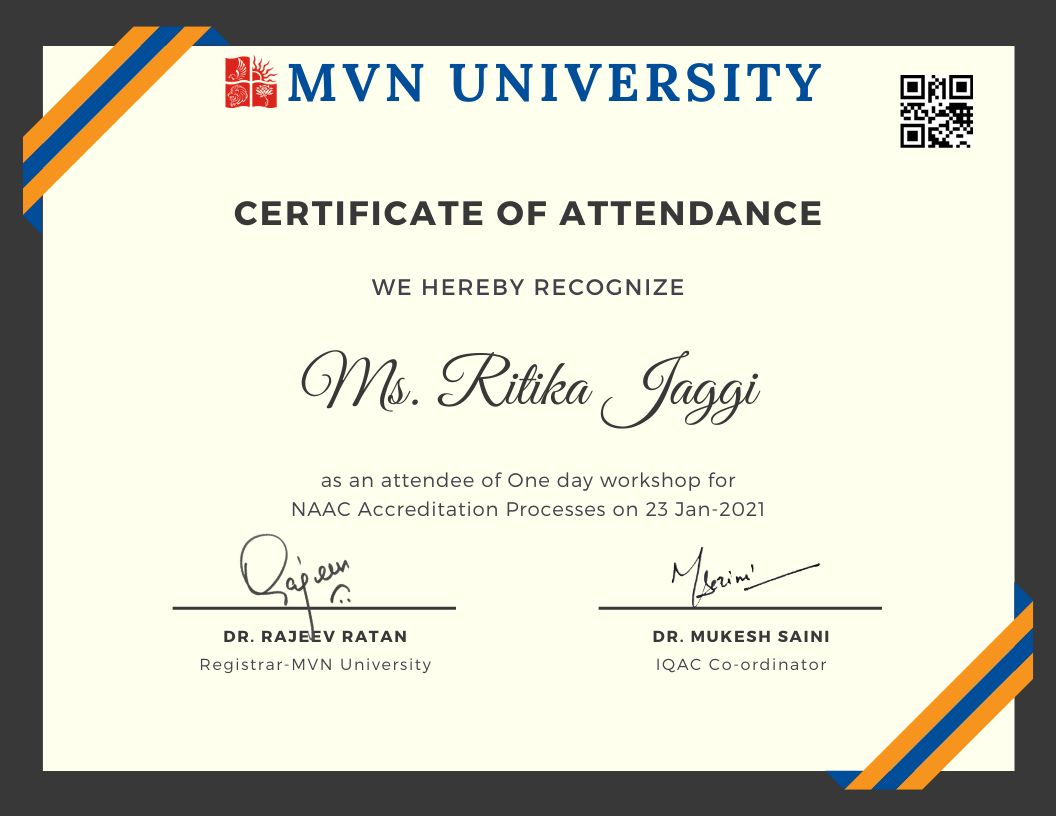 MVN UNIVERSITY
CERTIFICATE OF ATTENDANCE
WE HEREBY RECOGNIZE
Ms. Ritika Jaggi
as an attendee of One day workshop for
NAAC Accreditation Processes on 23 Jan-2021
Rajeev
MSaini
DR. RAJEEV RATAN
DR. MUKESH SAINI
Registrar-MVN University
IQAC Co-ordinator